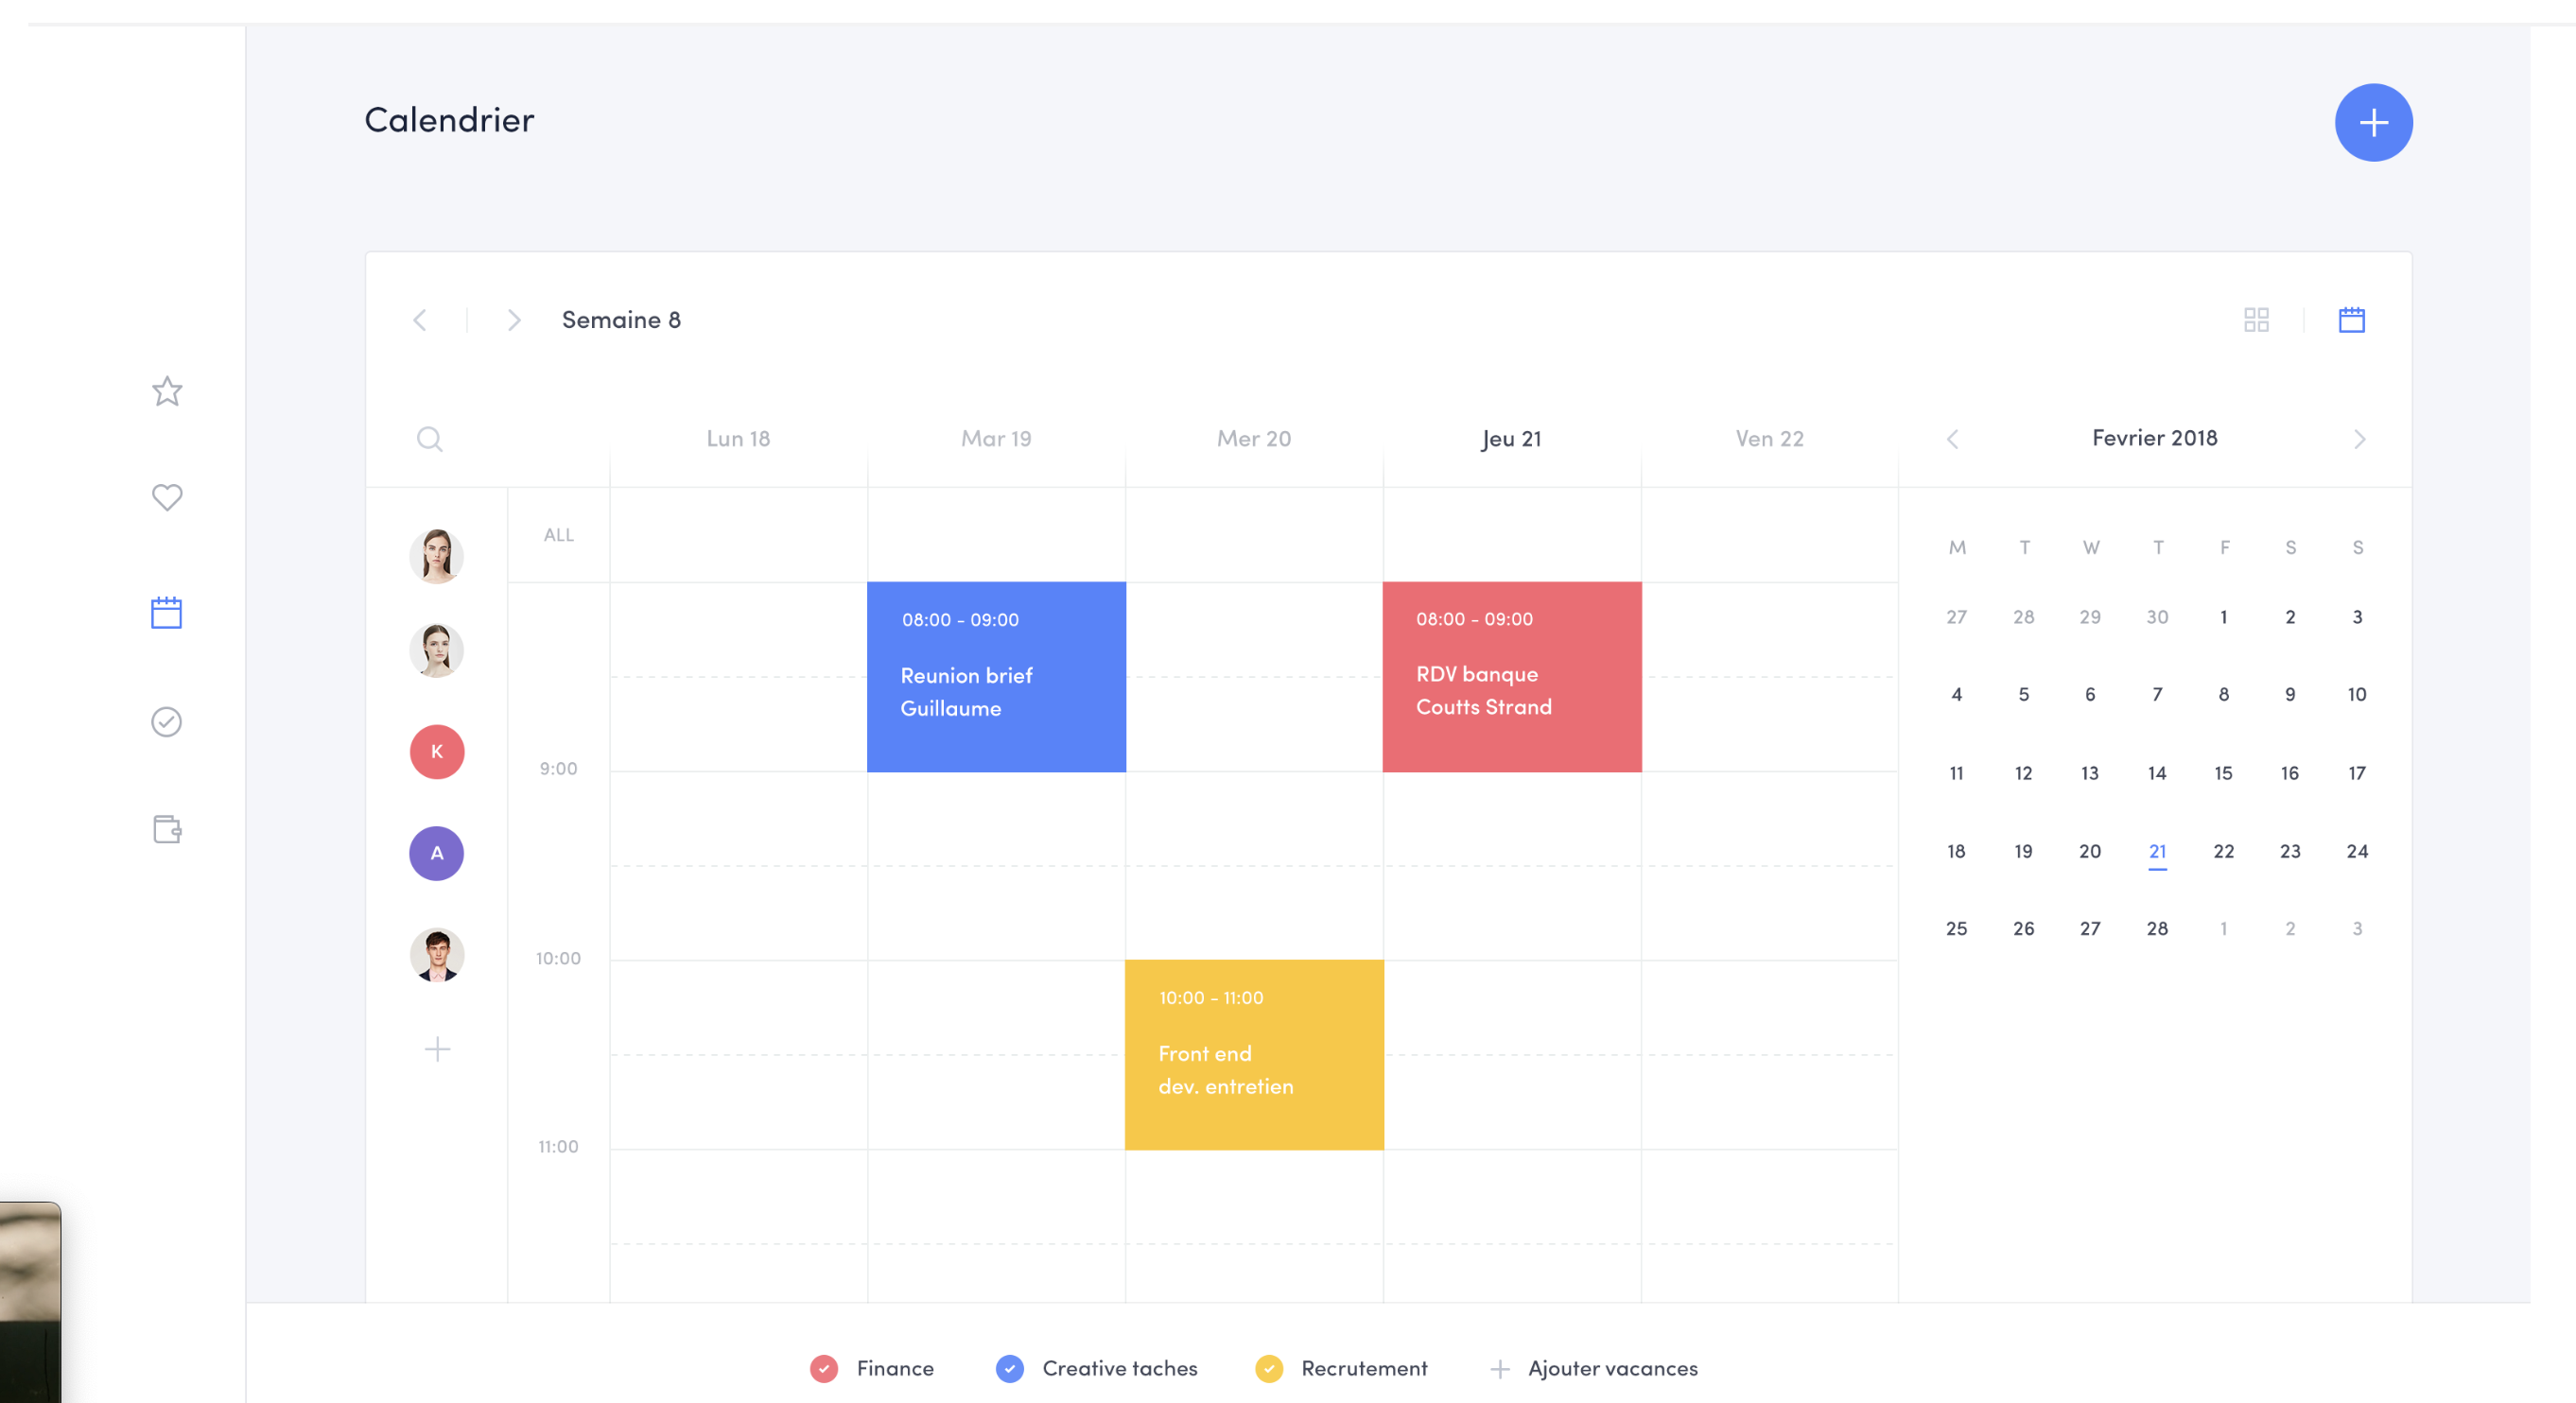 Calendrier
Semaine 8
Lun 18 Mar 19 Mer 20 Jeu 21 Ven 22 Fevrier 2018
ALL
M T W T F S S
27 28 29 30 1 2 3
4 5 6 7 8 9 10
11 12 13 14 15 16 17
18 19 20 21 22 23 24
25 26 27 28 1 2 3
08:00 - 09:00
Reunion brief
Guillaume
08:00 - 09:00
RDV banque
Coutts Strand
K
9:00
A
10:00
10:00 - 11:00
Front end
dev. entretien
11:00
Finance Creative taches Recrutement Ajouter vacances